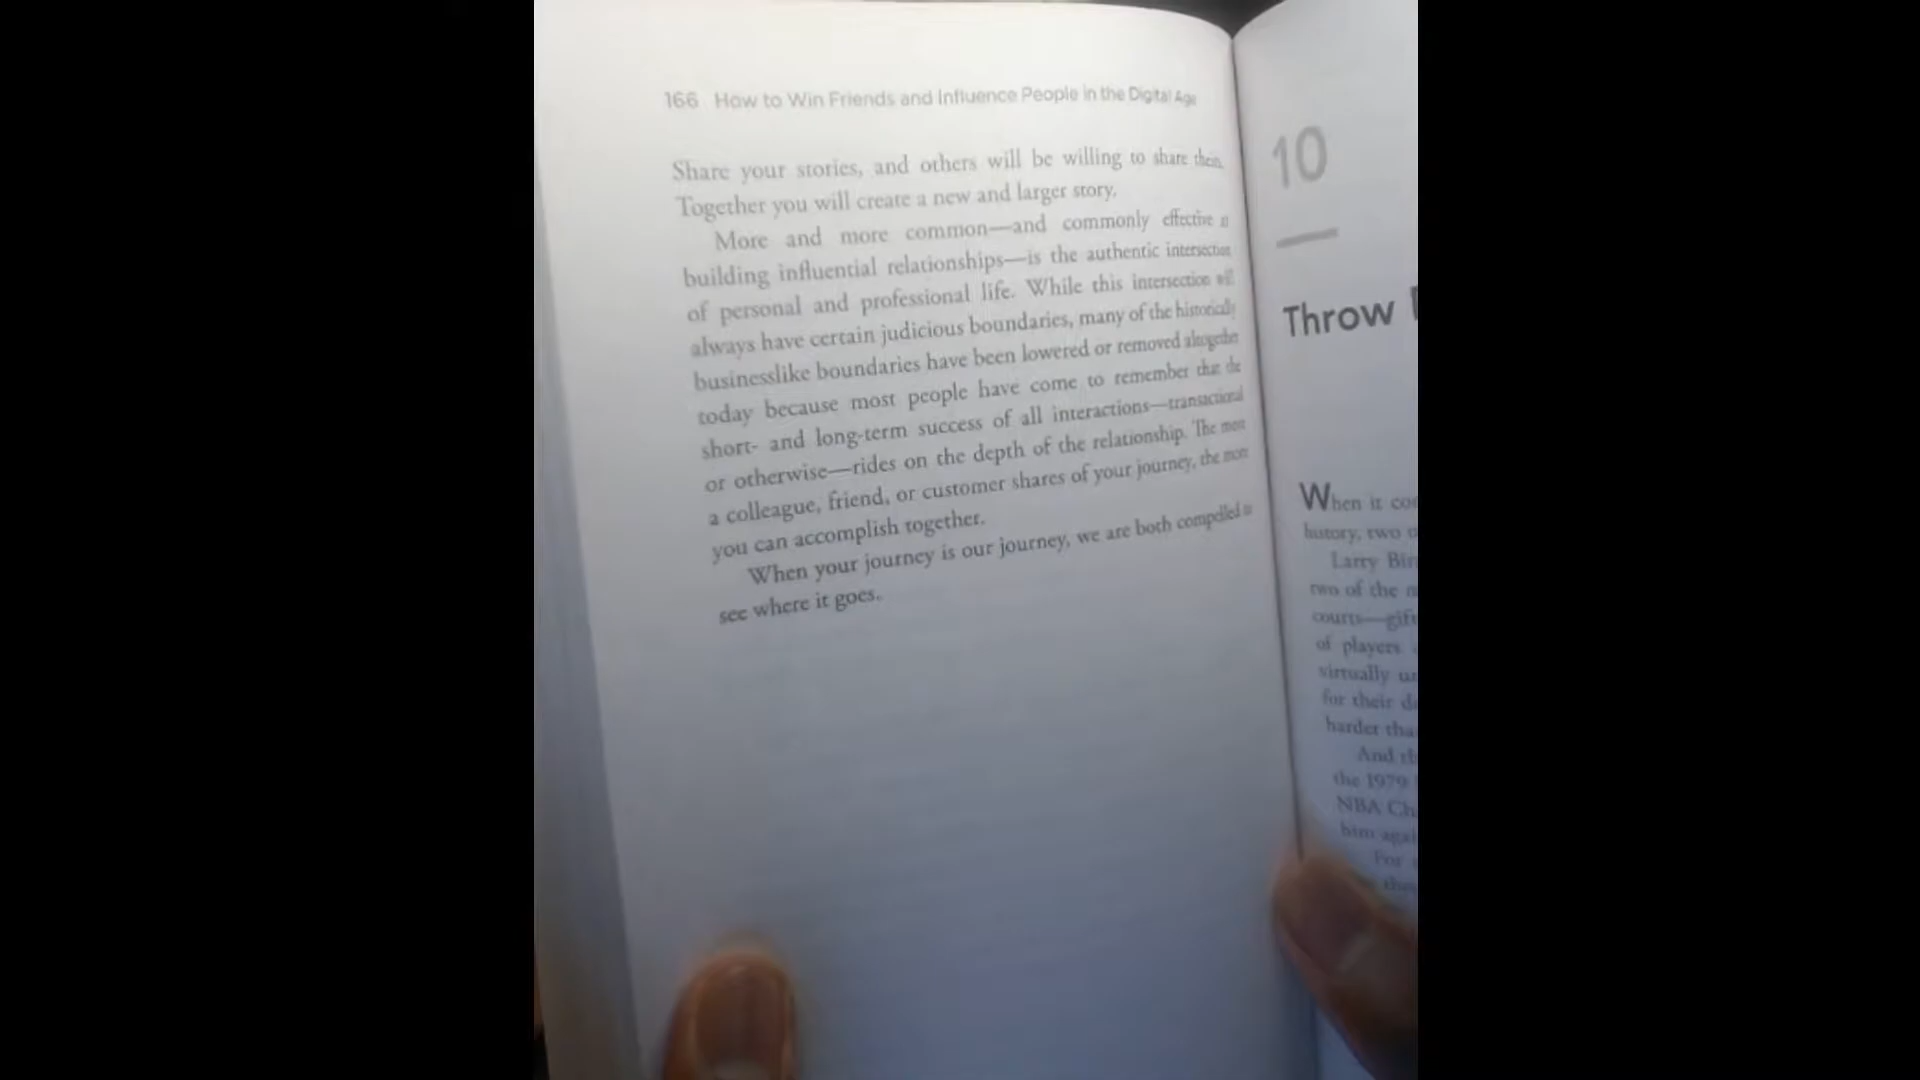 166 How to Win Friends and Influence People in the Digital Age
Share your stories, and others will be willing to share theirs.
Together you will create a new and larger story.
More and more common—and commonly effective at
building influential relationships—is the authentic intersection
of personal and professional life. While this intersection will
always have certain judicious boundaries, many of the historically
businesslike boundaries have been lowered or removed altogether
today because most people have come to remember that the
short- and long-term success of all interactions—transactional
or otherwise—rides on the depth of the relationship. The more
a colleague, friend, or customer shares of your journey, the more
you can accomplish together.
When your journey is our journey, we are both compelled to
see where it goes.
10
Throw
When it
history, two
Larry
two of the
courts—
of players
virtually
for their
harder
And
the 1979
NBA
him
For